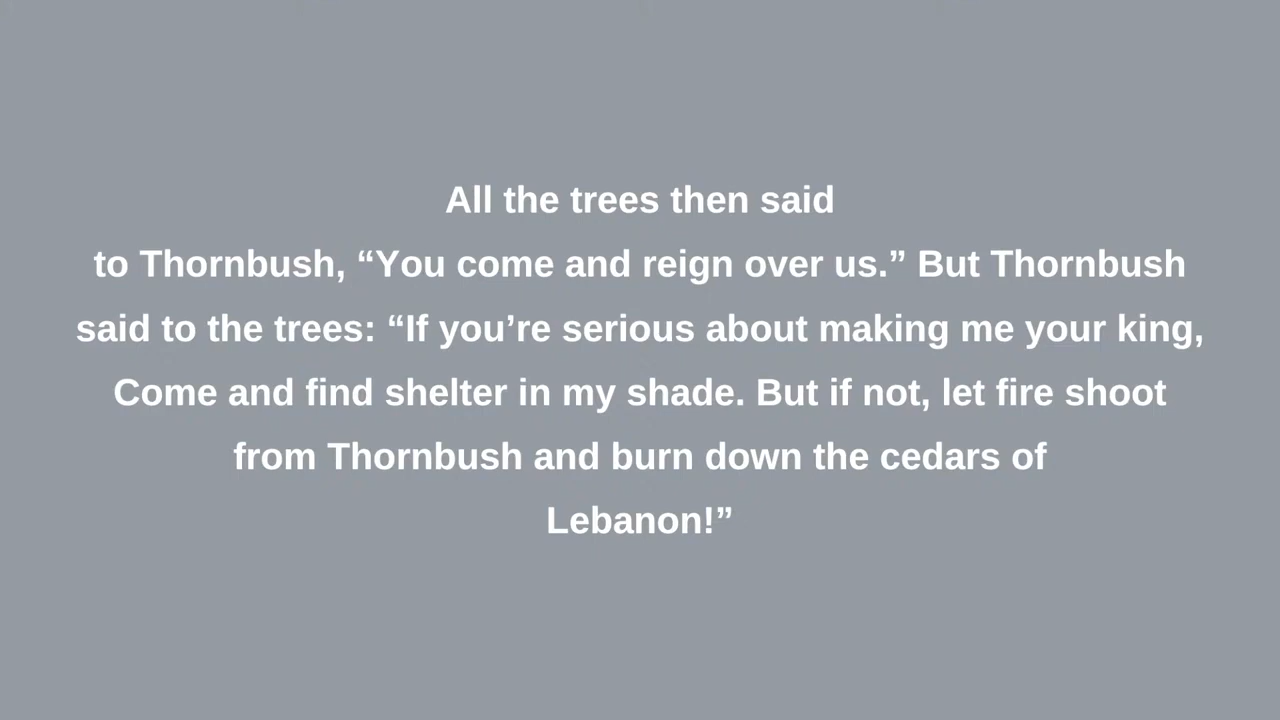 All the trees then said
to Thornbush, “You come and reign over us.” But Thornbush
said to the trees: “If you’re serious about making me your king,
Come and find shelter in my shade. But if not, let fire shoot
from Thornbush and burn down the cedars of
Lebanon!”